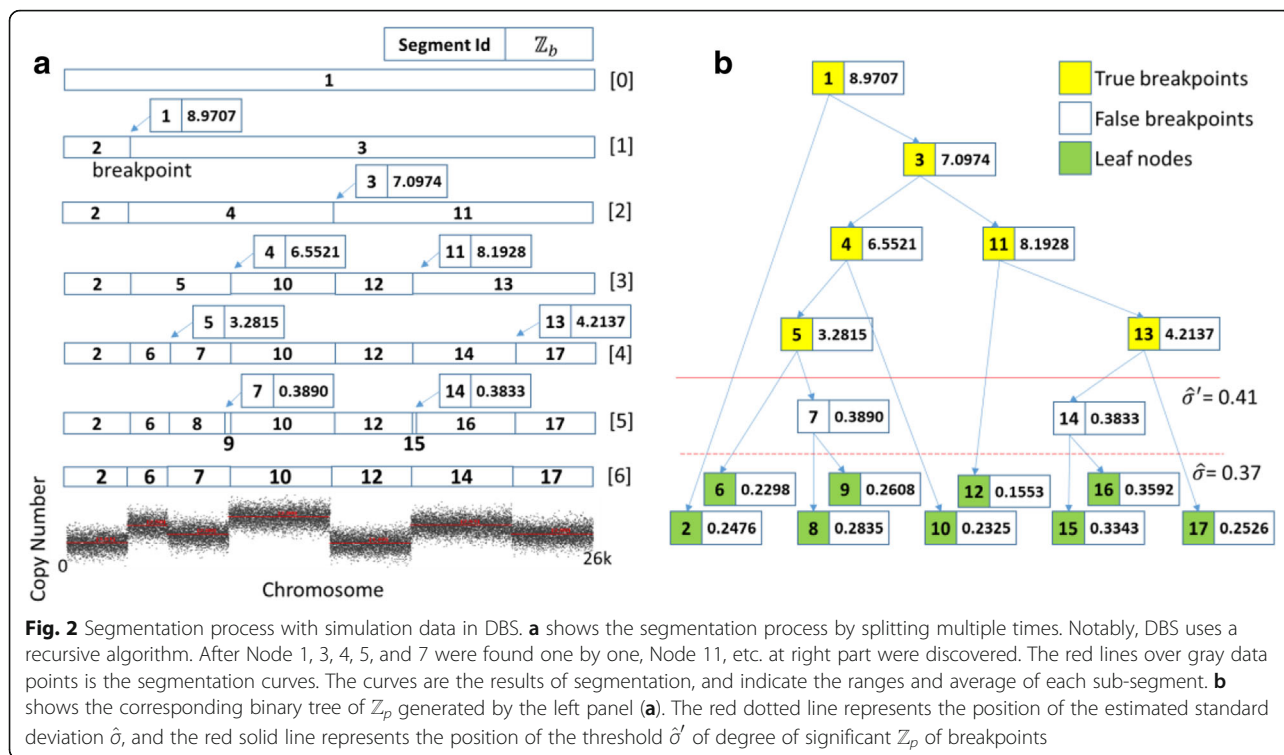 a
Segment Id ℤb
1 [0]
1 8.9707
2 3 [1]
breakpoint
3 7.0974
2 4 11 [2]
4 6.5521 11 8.1928
2 5 10 12 13 [3]
5 3.2815 13 4.2137
2 6 7 10 12 14 17 [4]
7 0.3890 14 0.3833
2 6 8 10 12 16 17 [5]
9 15
2 6 7 10 12 14 17 [6]
Copy Number
0 26k
Chromosome
b
True breakpoints
False breakpoints
Leaf nodes
1 8.9707
3 7.0974
4 6.5521 11 8.1928
5 3.2815 13 4.2137
σ̂′ = 0.41
7 0.3890 14 0.3833
σ̂ = 0.37
6 0.2298 9 0.2608 12 0.1553 16 0.3592
2 0.2476 8 0.2835 10 0.2325 15 0.3343 17 0.2526
Fig. 2 Segmentation process with simulation data in DBS. a shows the segmentation process by splitting multiple times. Notably, DBS uses a
recursive algorithm. After Node 1, 3, 4, 5, and 7 were found one by one, Node 11, etc. at right part were discovered. The red lines over gray data
points is the segmentation curves. The curves are the results of segmentation, and indicate the ranges and average of each sub-segment. b
shows the corresponding binary tree of ℤp generated by the left panel (a). The red dotted line represents the position of the estimated standard
deviation σ̂, and the red solid line represents the position of the threshold σ̂′ of degree of significant ℤp of breakpoints